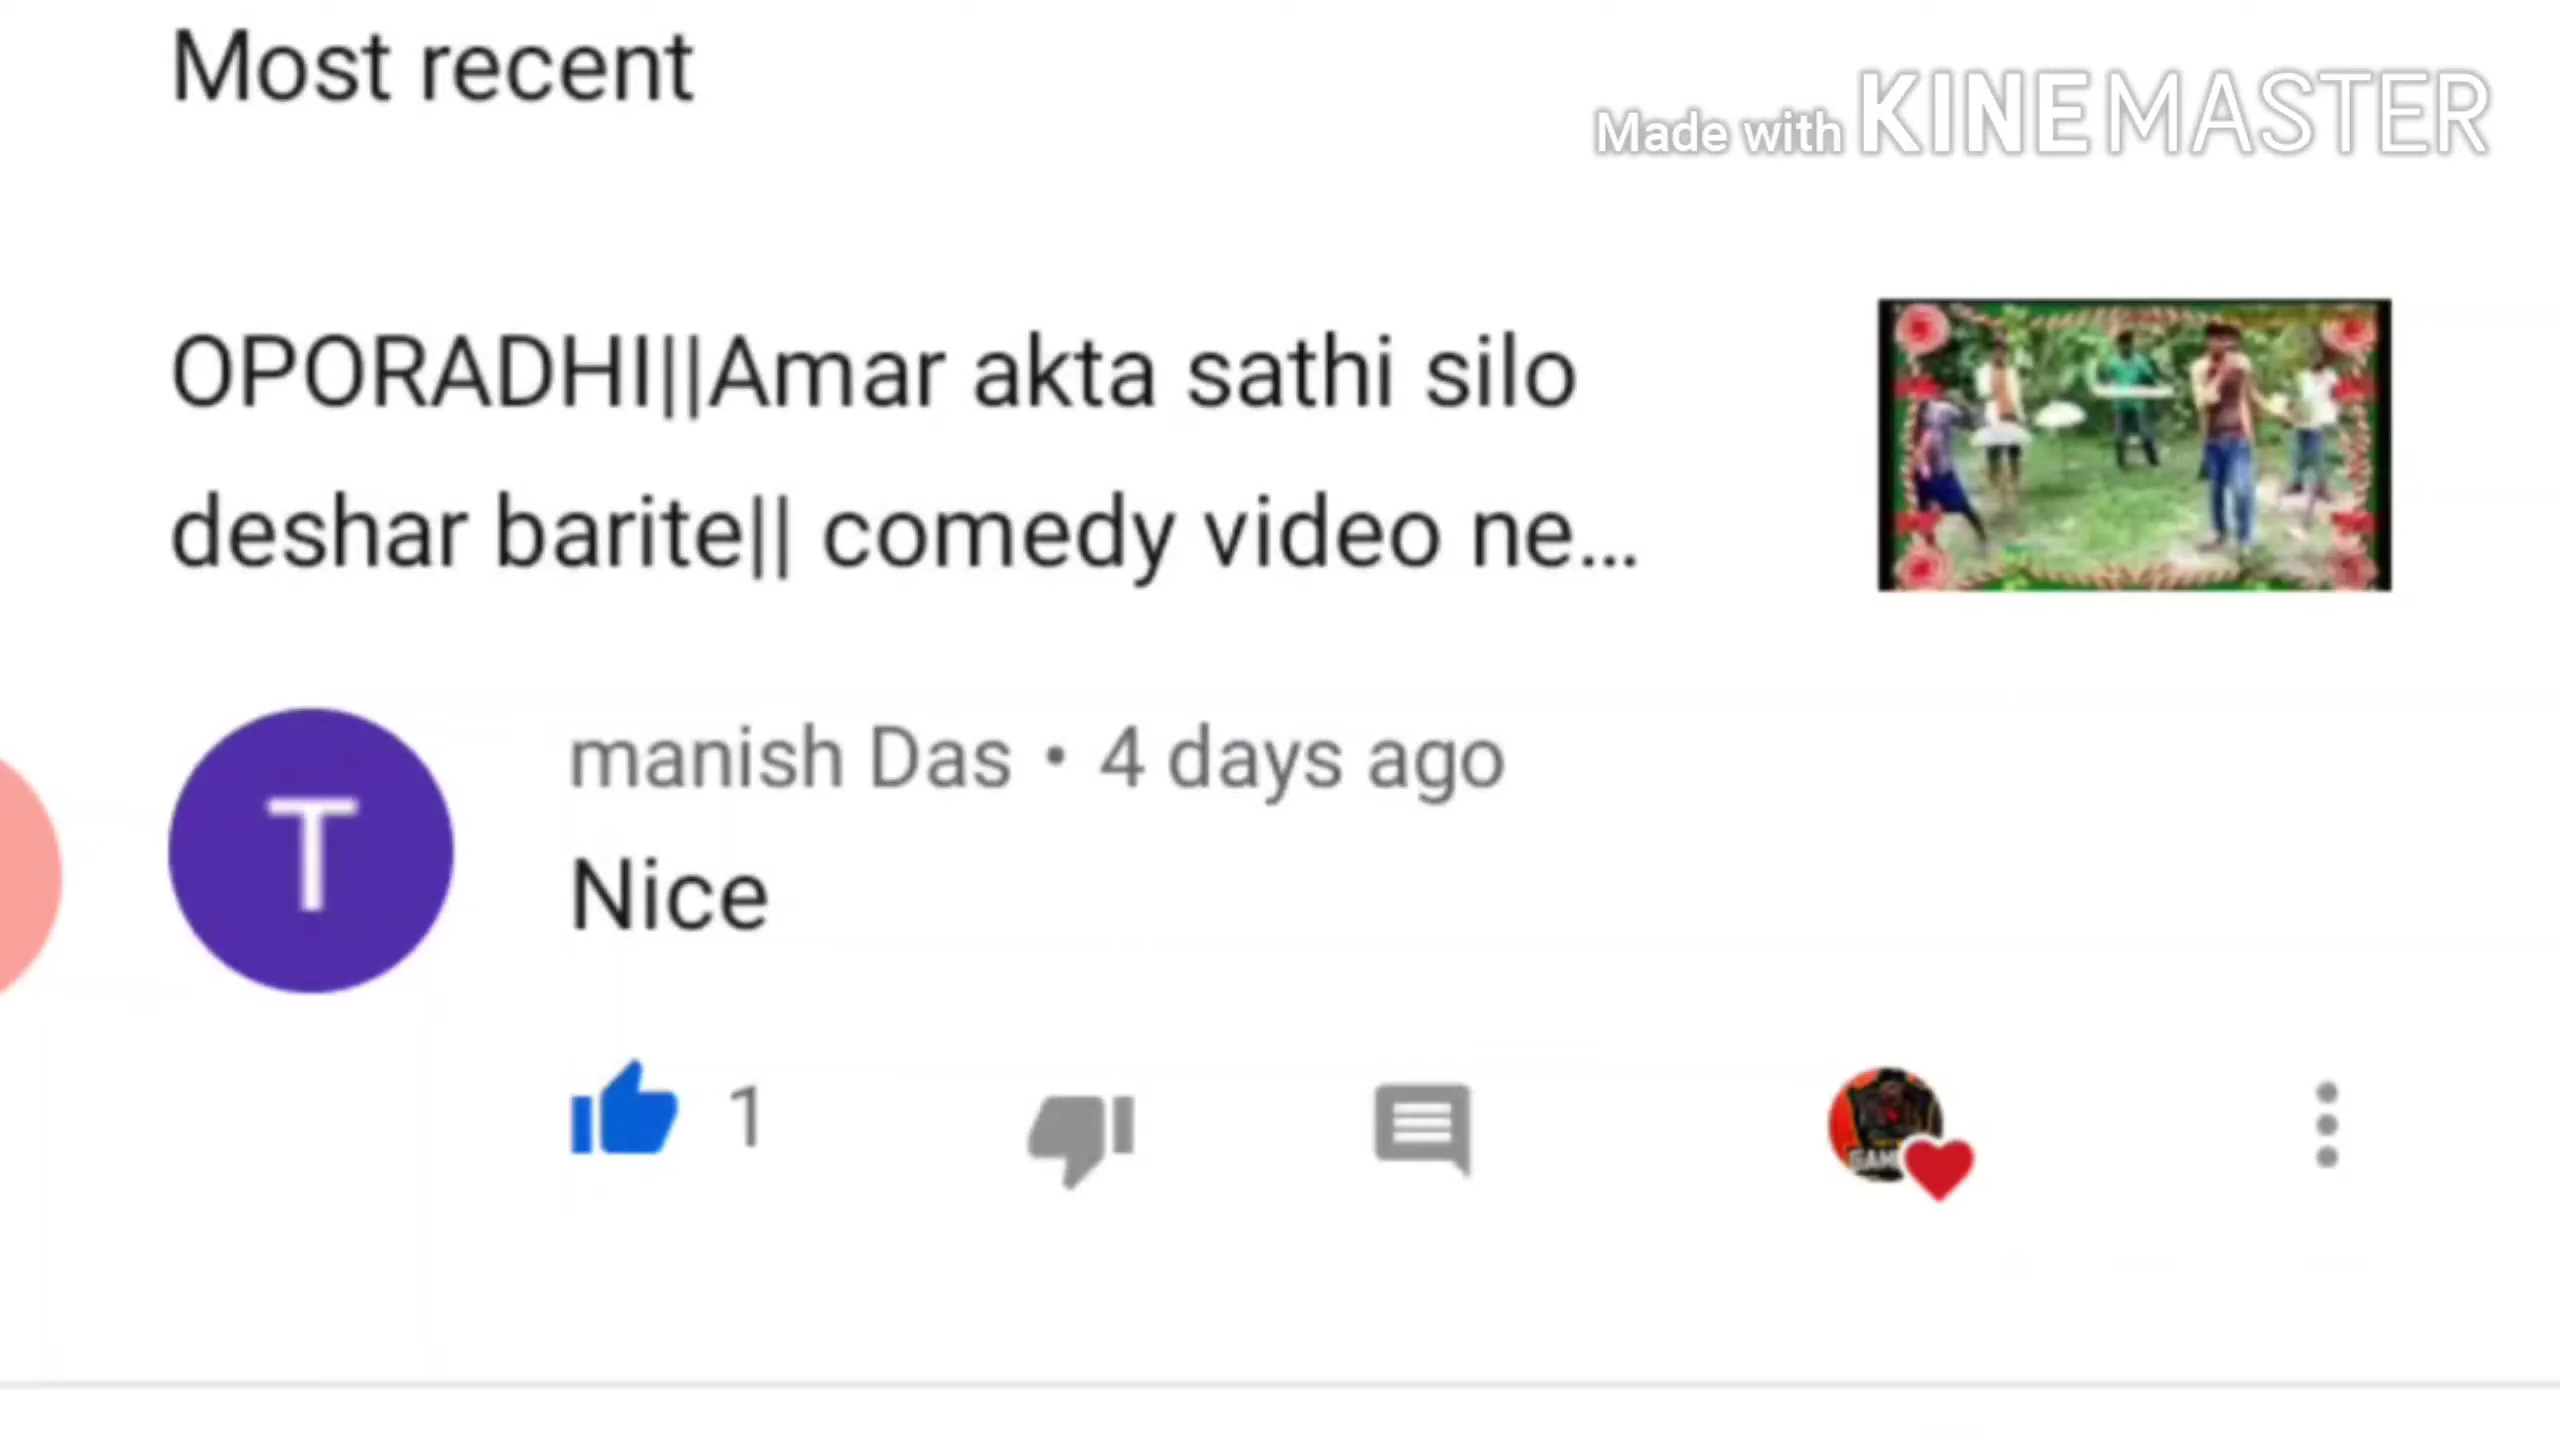 Most recent
Made with KINEMASTER
OPORADHI||Amar akta sathi silo
deshar barite|| comedy video ne...
T
manish Das • 4 days ago
Nice
1
GAM